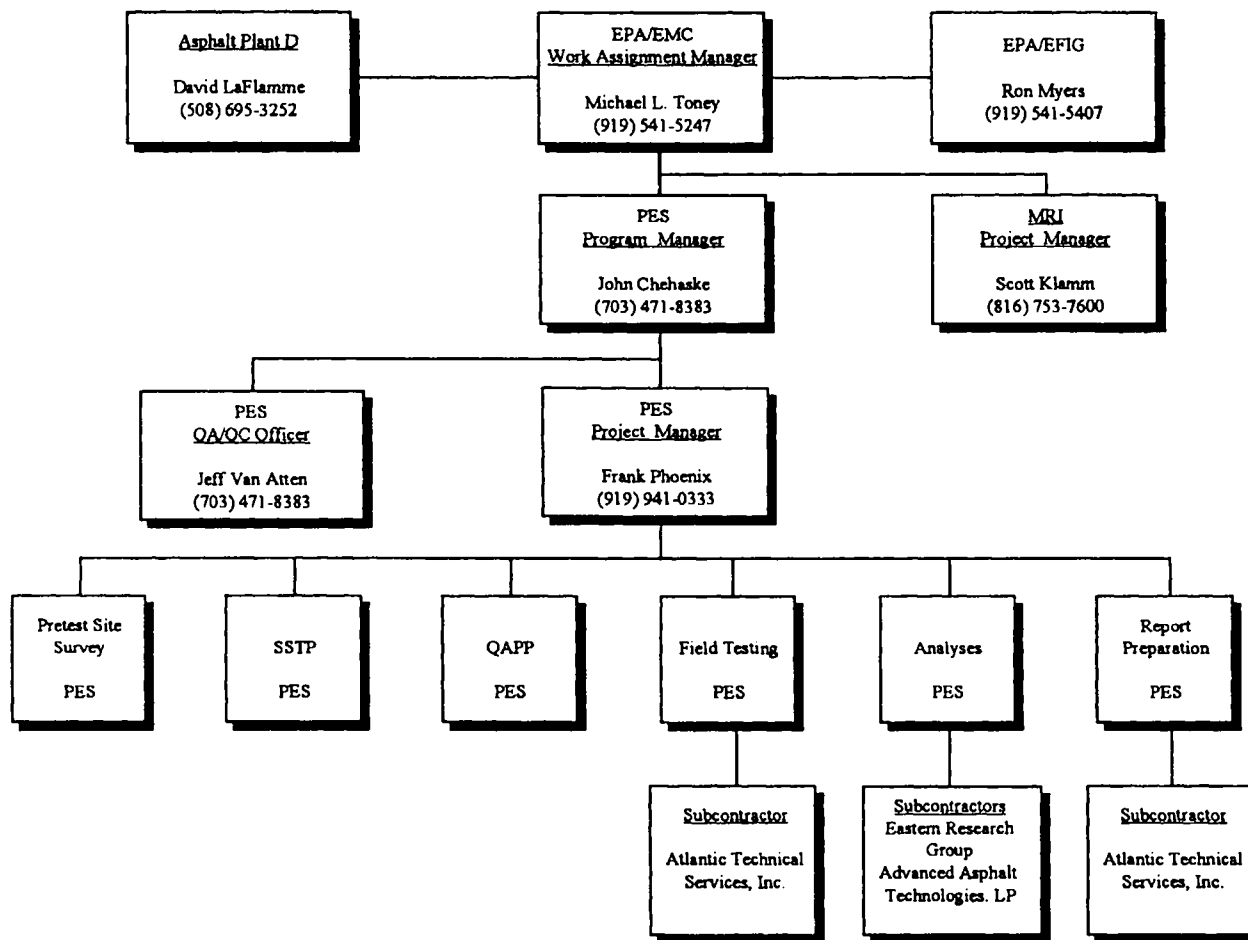 Asphalt Plant D
David LaFlamme
(508) 695-3252
EPA/EMC
Work Assignment Manager
Michael L. Toney
(919) 541-5247
EPA/EFIG
Ron Myers
(919) 541-5407
PES
Program Manager
John Chehaske
(703) 471-8383
MRI
Project Manager
Scott Klamm
(816) 753-7600
PES
QA/QC Officer
Jeff Van Atten
(703) 471-8383
PES
Project Manager
Frank Phoenix
(919) 941-0333
Pretest Site
Survey
PES
SSTP
PES
QAPP
PES
Field Testing
PES
Analyses
PES
Report
Preparation
PES
Subcontractor
Atlantic Technical
Services, Inc.
Subcontractors
Eastern Research
Group
Advanced Asphalt
Technologies. LP
Subcontractor
Atlantic Technical
Services, Inc.